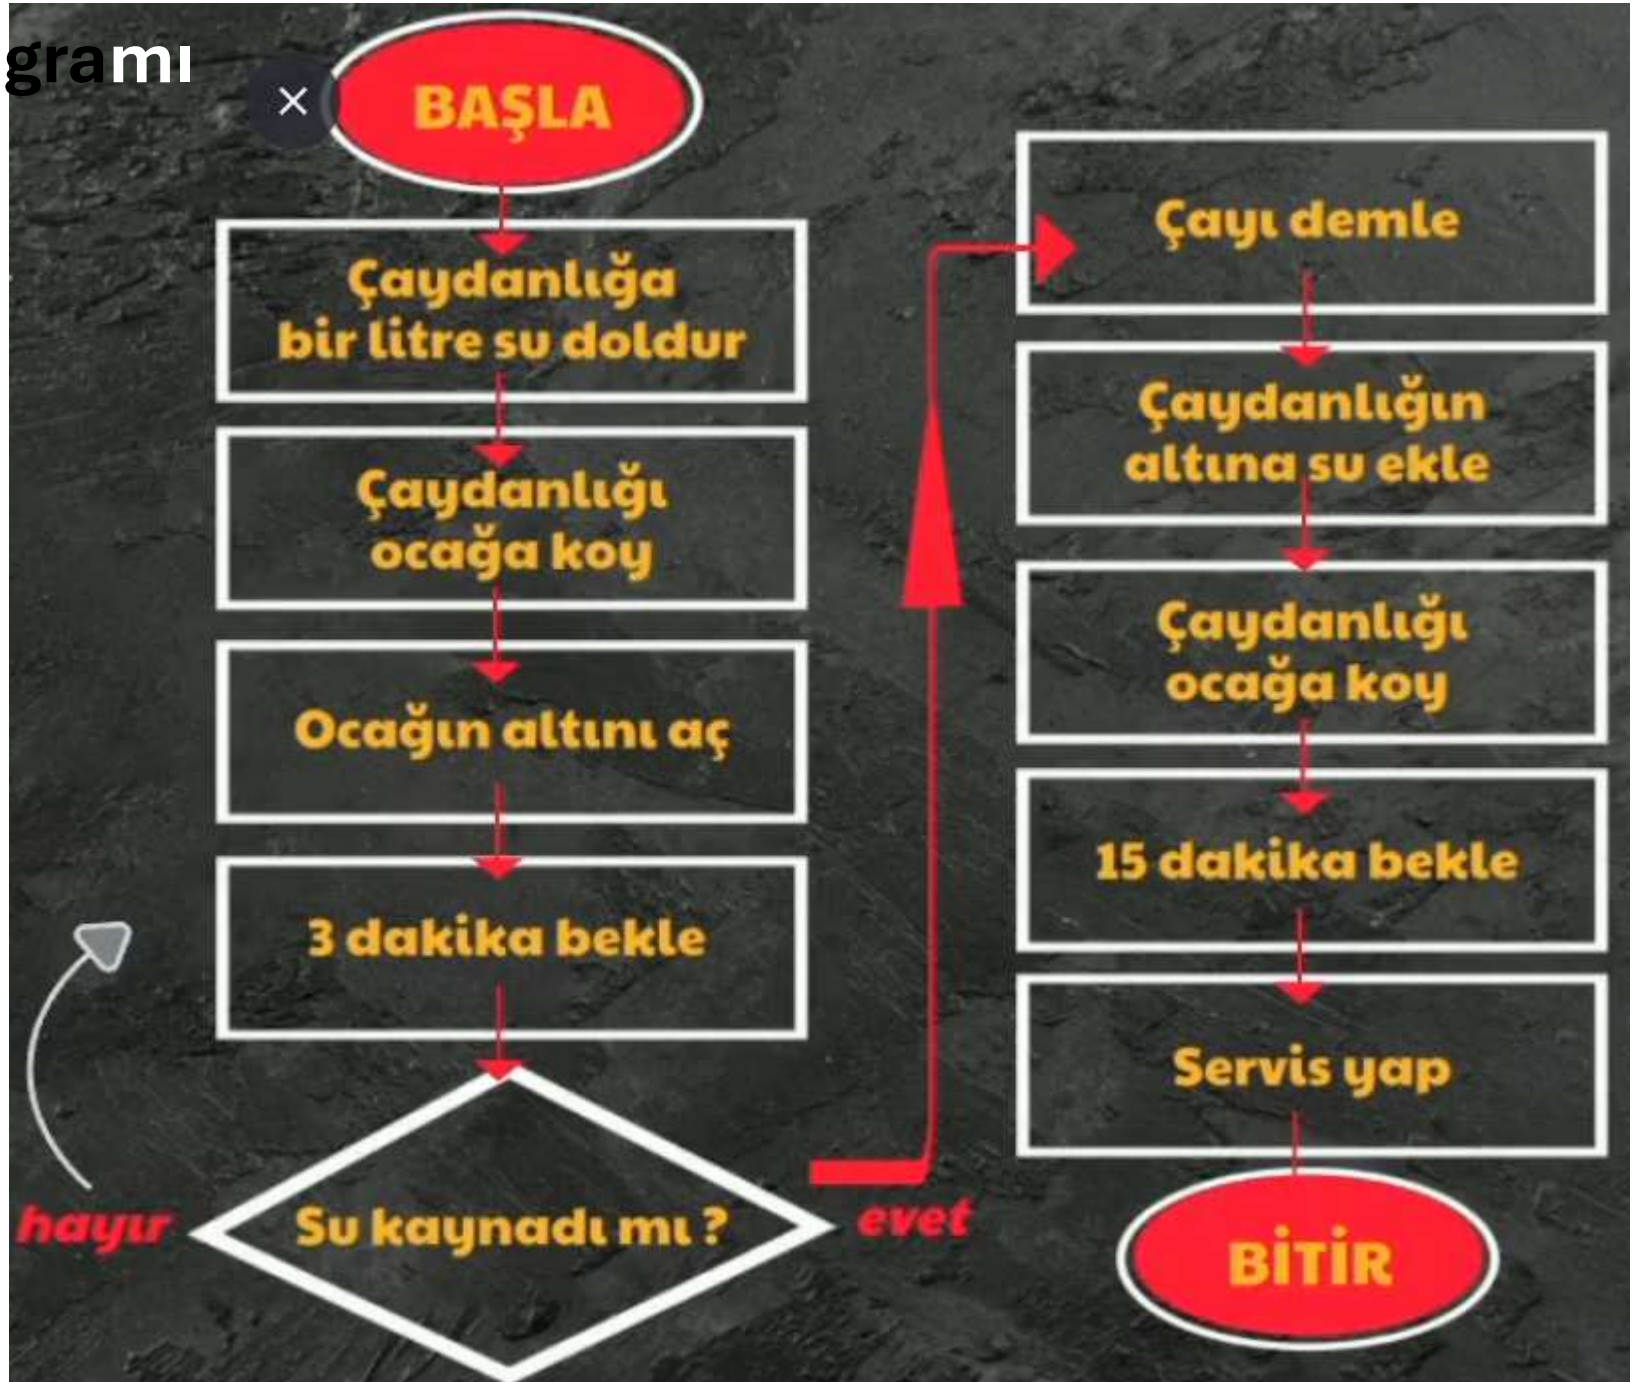 gramı
BAŞLA
Çaydanlığa
bir litre su doldur
Çaydanlığı
ocağa koy
Ocağın altını aç
3 dakika bekle
Su kaynadı mı ?
hayır
evet
Çayı demle
Çaydanlığın
altına su ekle
Çaydanlığı
ocağa koy
15 dakika bekle
Servis yap
BİTİR